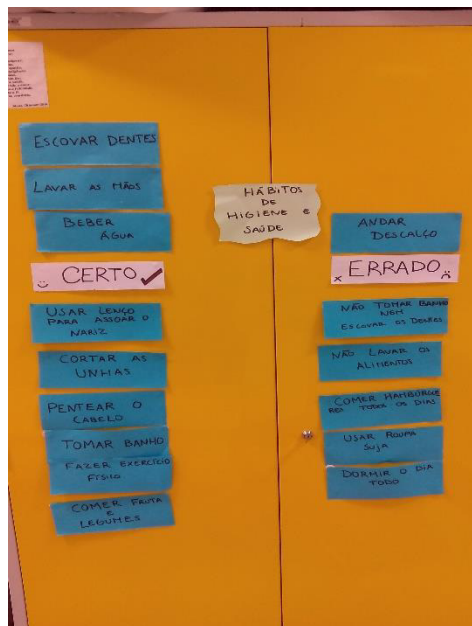 ESCOVAR DENTES
LAVAR AS MÃOS
BEBER
ÁGUA
CERTO
USAR LENÇO
PARA ASSOAR O
NARIZ
CORTAR AS
UNHAS
PENTEAR O
CABELO
TOMAR BANHO
FAZER EXERCÍCIO
FÍSICO
COMER FRUTA
E
LEGUMES
HÁBITOS
DE
HIGIENE E
SAÚDE
ANDAR
DESCALÇO
ERRADO
NÃO TOMAR BANHO
NEM
ESCOVAR OS DENTES
NÃO LAVAR OS
ALIMENTOS
COMER HAMBÚRGUE
RES TODOS OS DIAS
USAR ROUPA
SUJA
DORMIR O DIA
TODO